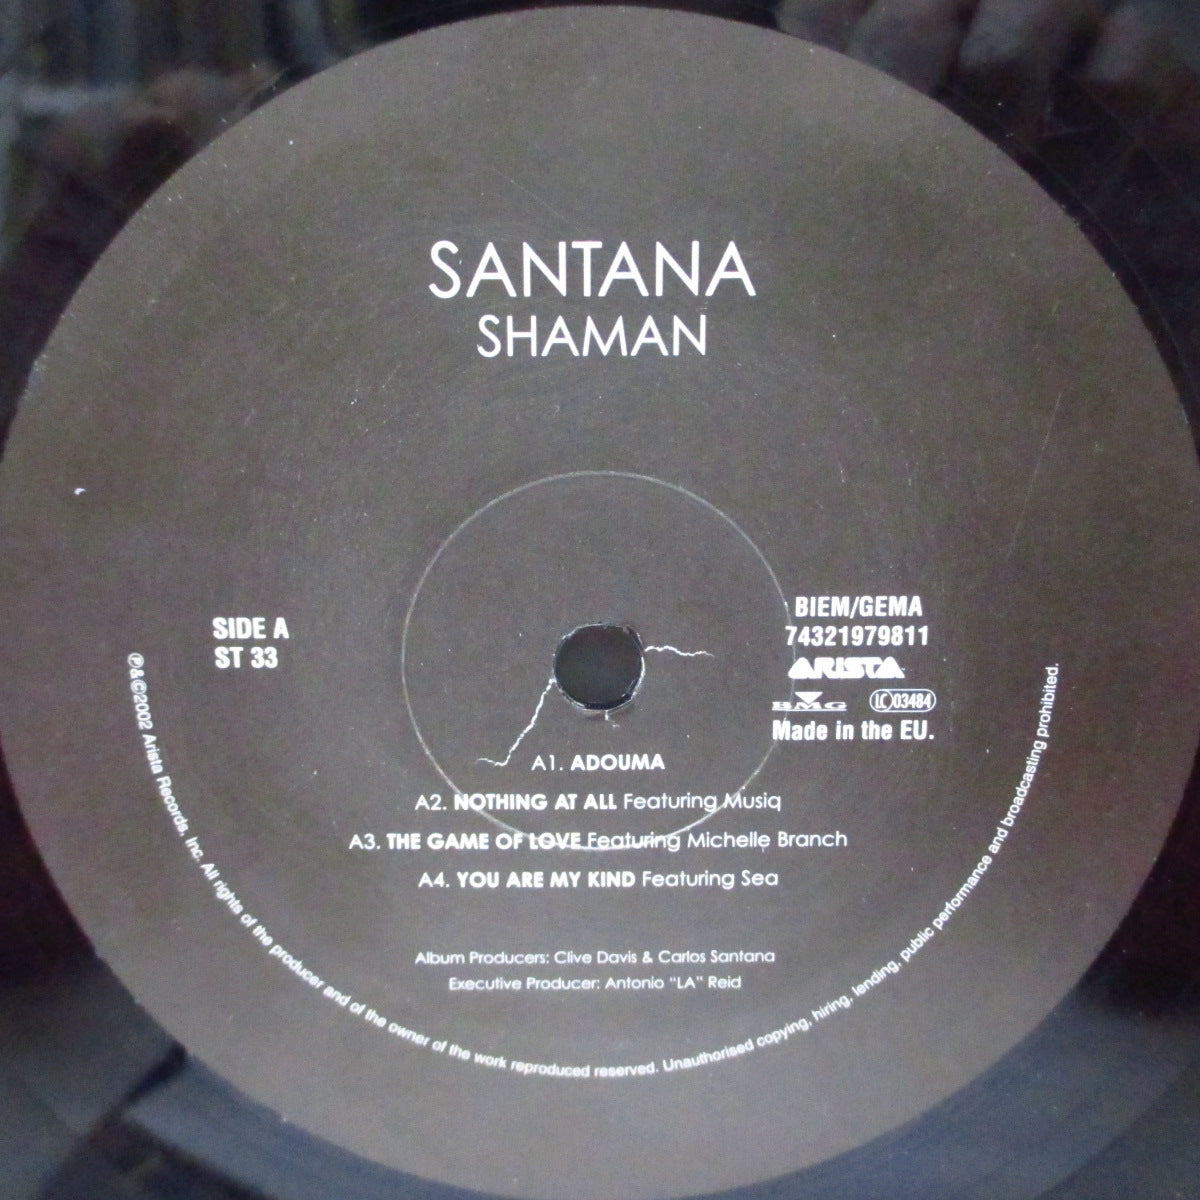 SANTANA
SHAMAN
SIDE A
ST 33
BIEM/GEMA
74321979811
ARISTA
BMG LC 03484
Made in the EU.
A1. ADOUMA
A2. NOTHING AT ALL Featuring Musiq
A3. THE GAME OF LOVE Featuring Michelle Branch
A4. YOU ARE MY KIND Featuring Sea
Album Producers: Clive Davis & Carlos Santana
Executive Producer: Antonio "LA" Reid
℗&©2002 Arista Records, Inc. All rights of the producer and of the owner of the work reproduced reserved. Unauthorised copying, hiring, lending, public performance and broadcasting prohibited.